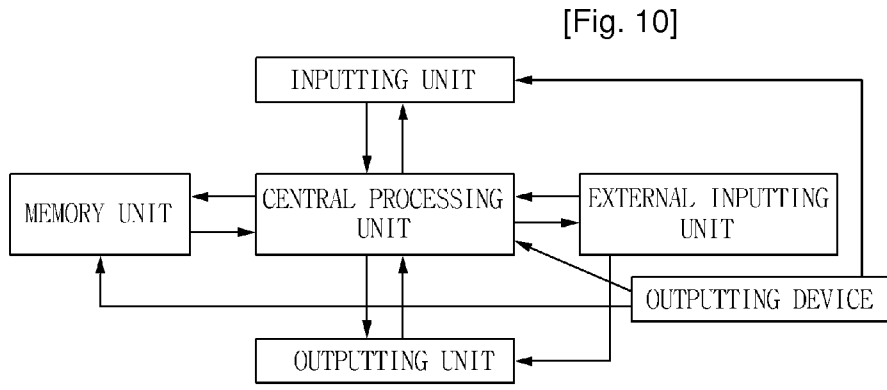 [Fig. 10]
INPUTTING UNIT
MEMORY UNIT
CENTRAL PROCESSING
UNIT
EXTERNAL INPUTTING
UNIT
OUTPUTTING DEVICE
OUTPUTTING UNIT